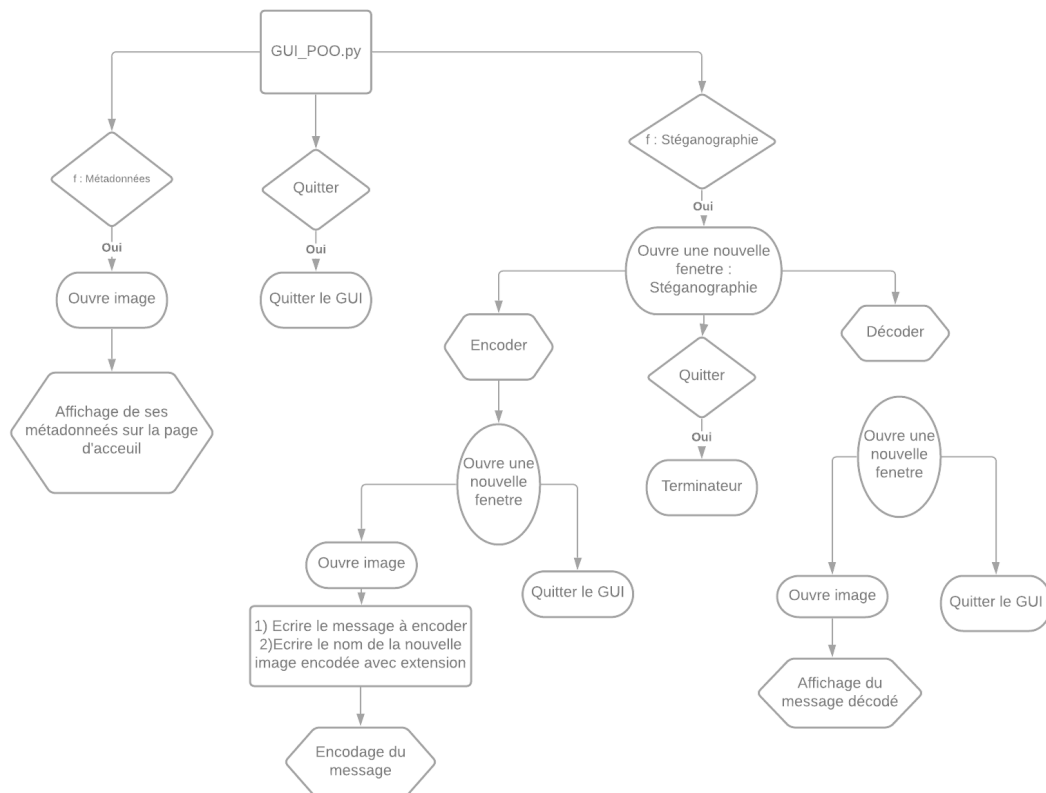 GUI_POO.py
f : Métadonnées
Quitter
f : Stéganographie
Oui
Oui
Oui
Ouvre image
Quitter le GUI
Ouvre une nouvelle
fenetre :
Stéganographie
Encoder
Quitter
Décoder
Affichage de ses
métadonneés sur la page
d'acceuil
Oui
Terminateur
Ouvre une
nouvelle
fenetre
Ouvre une
nouvelle
fenetre
Ouvre image
Quitter le GUI
Ouvre image
Quitter le GUI
1) Ecrire le message à encoder
2)Ecrire le nom de la nouvelle
image encodée avec extension
Affichage du
message décodé
Encodage du
message